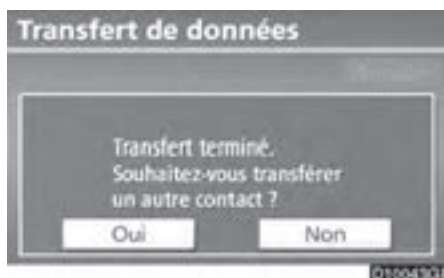 Transfert de données
Transfert terminé.
Souhaitez-vous transférer
un autre contact ?
Oui
Non